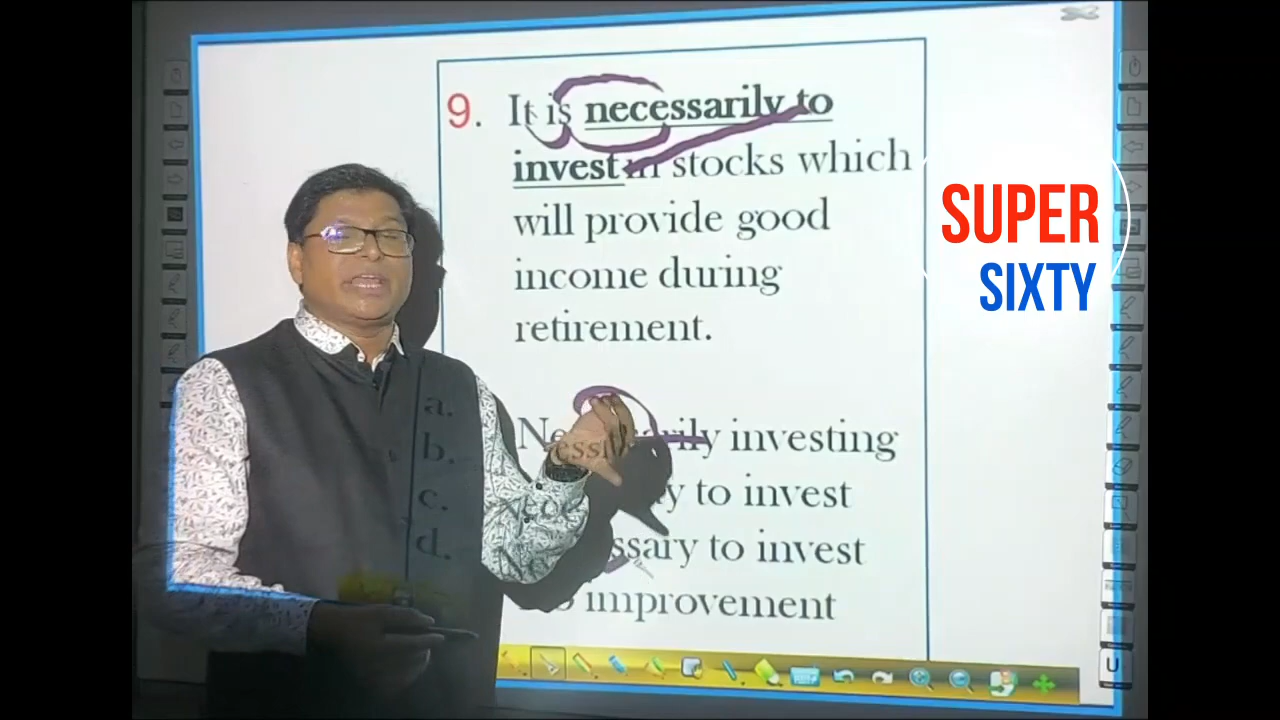 9. It is necessarily to
invest in stocks which
will provide good
income during
retirement.
a. investing
b. to invest
c. to invest
d. improvement
SUPER
SIXTY
U